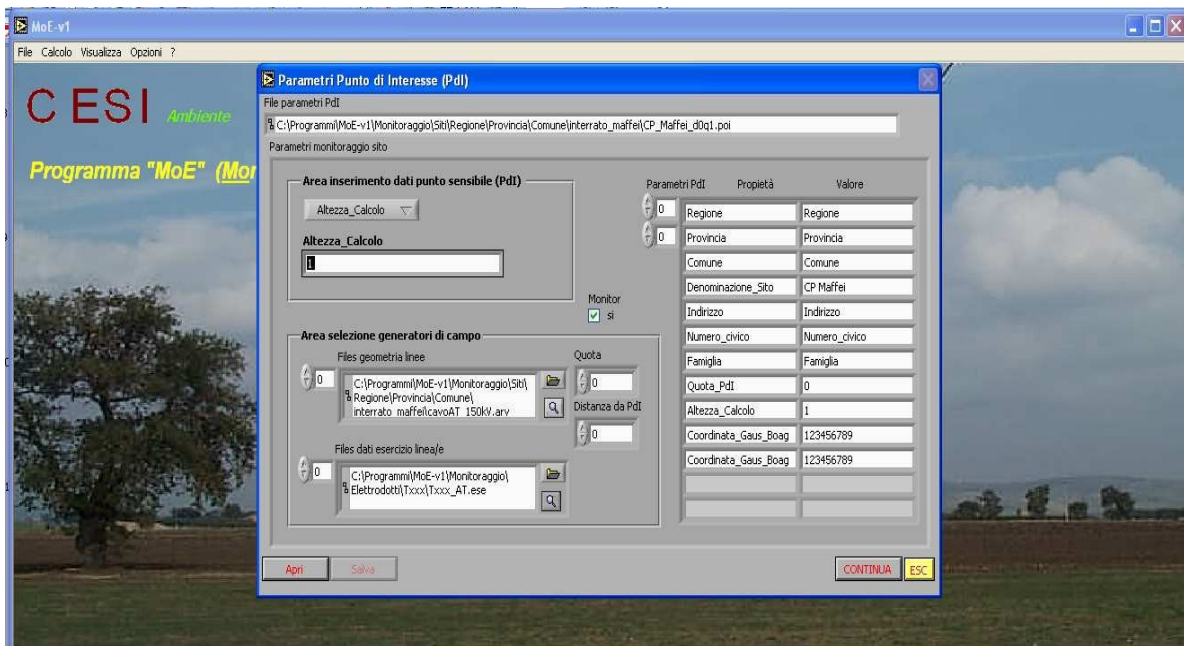 MoE-v1
File Calcolo Visualizza Opzioni ?
CESI Ambiente
Programma "MoE" (Mor
Parametri Punto di Interesse (PdI)
File parametri PdI
C:\Programmi\MoE-v1\Monitoraggio\Siti\Regione\Provincia\Comune\interrato_maffei\CP_Maffei_d0q1.poi
Parametri monitoraggio sito
Area inserimento dati punto sensibile (PdI)
Altezza_Calcolo
Altezza_Calcolo
1
Monitor
si
Area selezione generatori di campo
Files geometria linee
0
C:\Programmi\MoE-v1\Monitoraggio\Siti\
Regione\Provincia\Comune\
interrato_maffei\cavoAT_150kV.arv
Quota
0
Distanza da PdI
0
Files dati esercizio linea/e
0
C:\Programmi\MoE-v1\Monitoraggio\
Elettrodotti\Txxx\Txxx_AT.ese
Parametri PdI Propietà Valore
0 Regione Regione
0 Provincia Provincia
Comune Comune
Denominazione_Sito CP Maffei
Indirizzo Indirizzo
Numero_civico Numero_civico
Famiglia Famiglia
Quota_PdI 0
Altezza_Calcolo 1
Coordinata_Gaus_Boag 123456789
Coordinata_Gaus_Boag 123456789
Apri Salva CONTINUA ESC